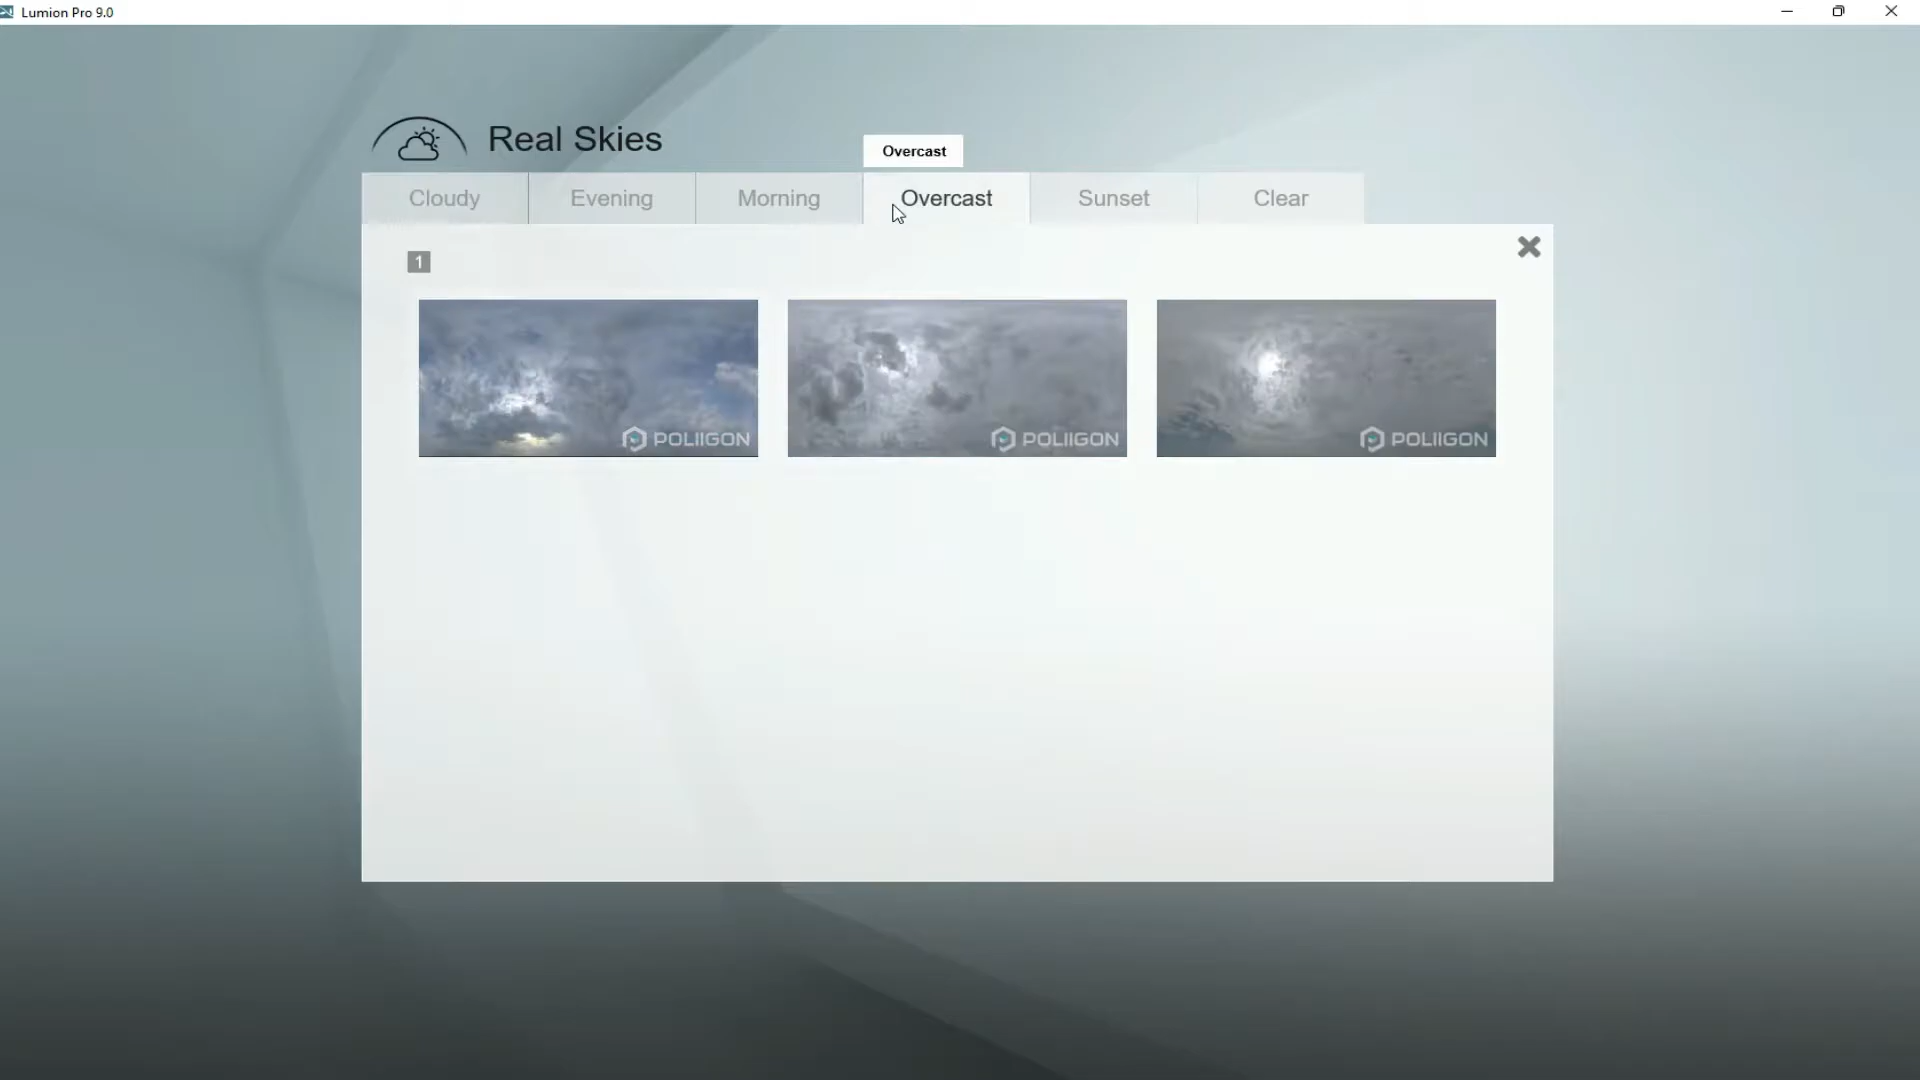 Lumion Pro 9.0
Real Skies
Overcast
Cloudy Evening Morning Overcast Sunset Clear
1
POLIIGON POLIIGON POLIIGON